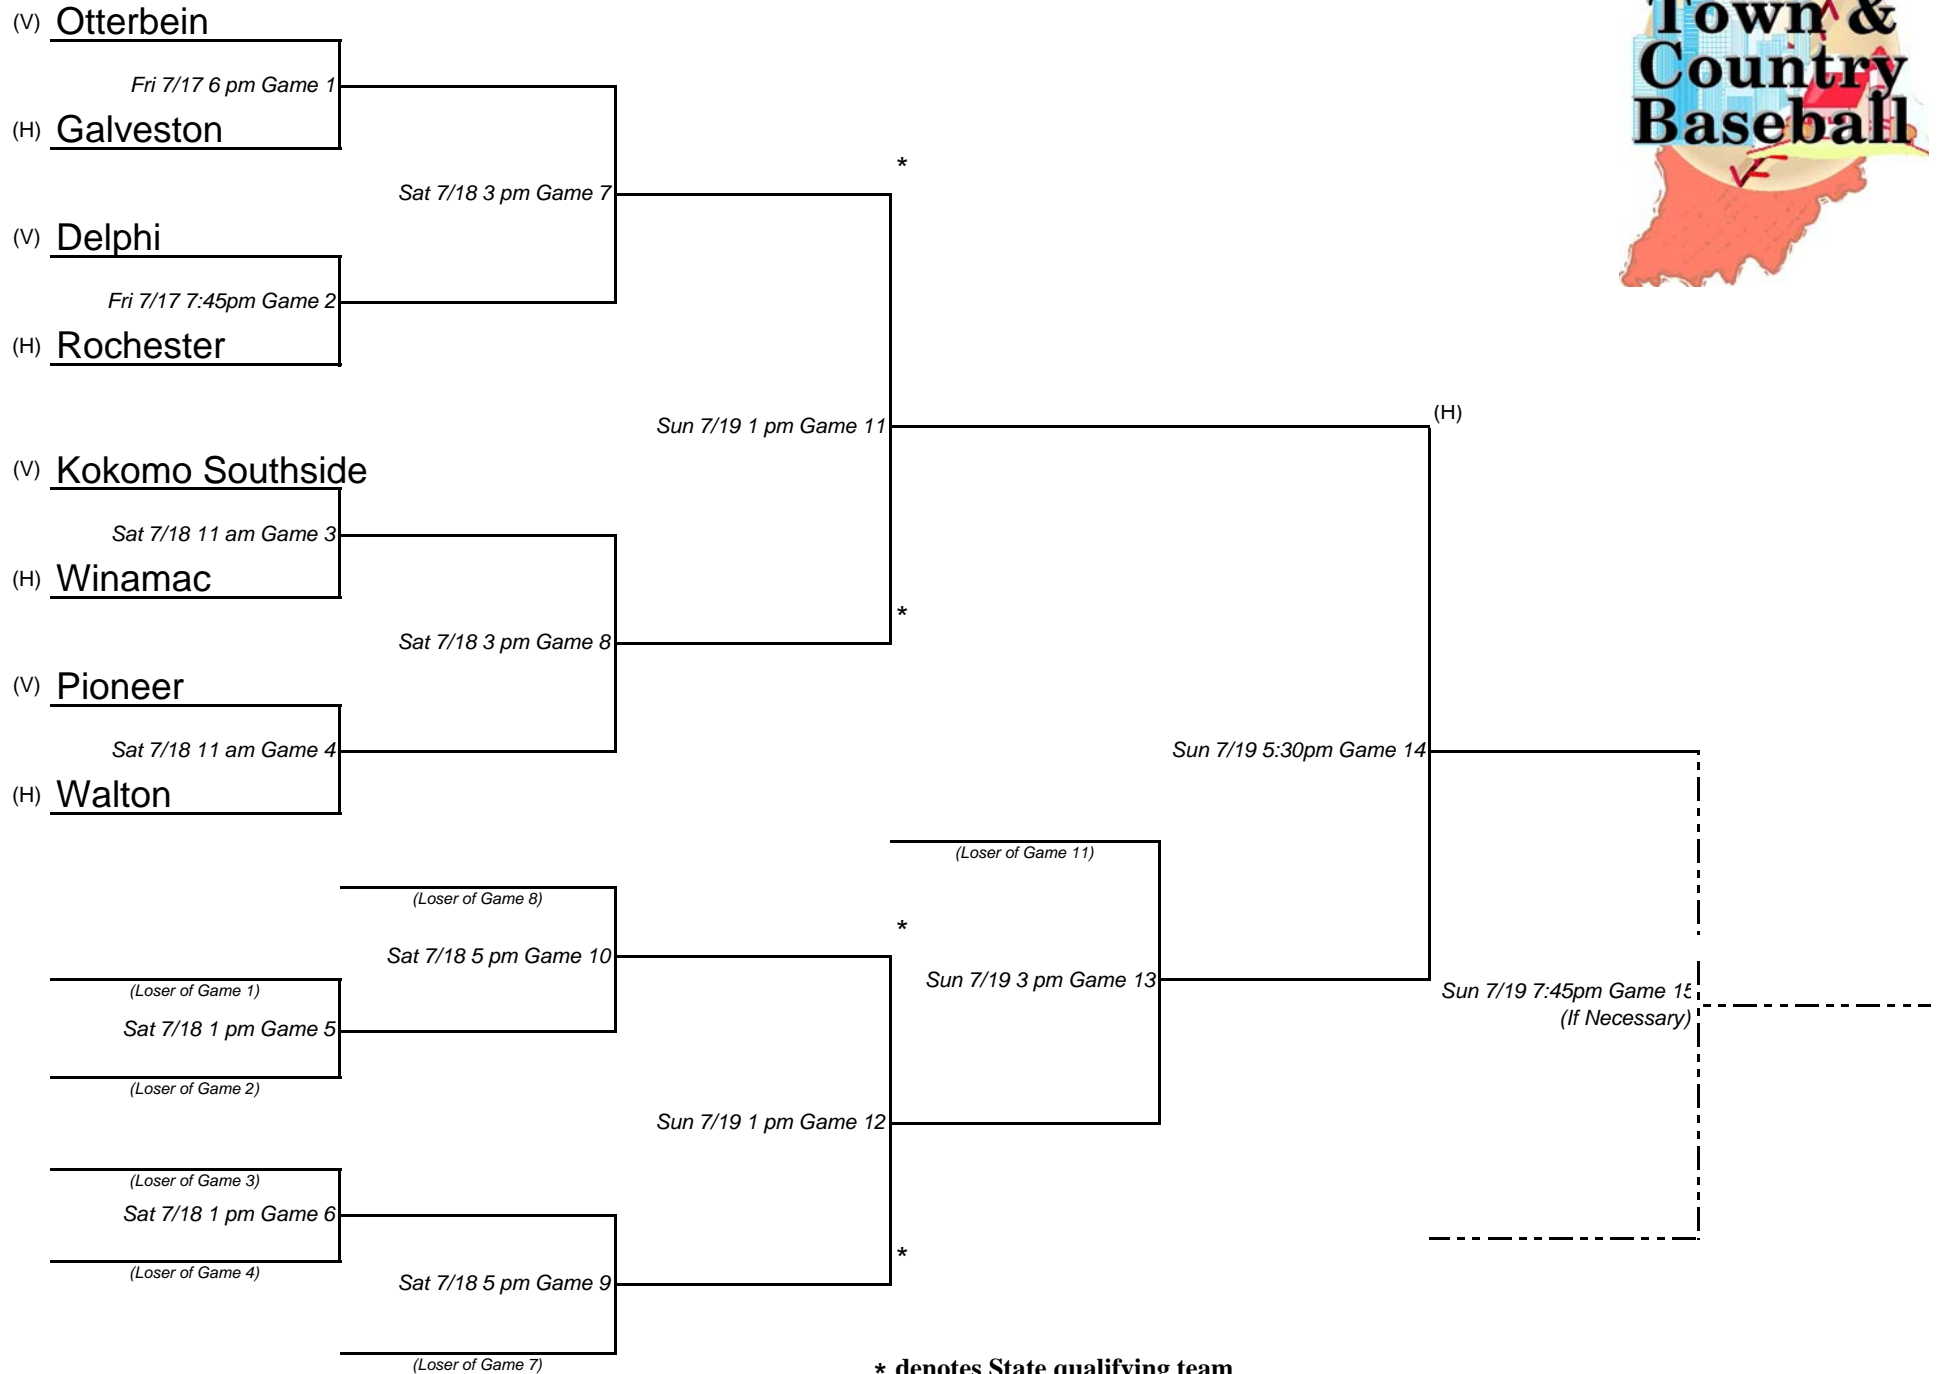 (V) Otterbein
Fri 7/17 6 pm Game 1
(H) Galveston
Sat 7/18 3 pm Game 7
(V) Delphi
Fri 7/17 7:45pm Game 2
(H) Rochester
*
Sun 7/19 1 pm Game 11
(H)
(V) Kokomo Southside
Sat 7/18 11 am Game 3
(H) Winamac
*
Sat 7/18 3 pm Game 8
(V) Pioneer
Sat 7/18 11 am Game 4
(H) Walton
Sun 7/19 5:30pm Game 14
(Loser of Game 11)
(Loser of Game 8)
*
Sat 7/18 5 pm Game 10
Sun 7/19 3 pm Game 13
(Loser of Game 1)
Sat 7/18 1 pm Game 5
(Loser of Game 2)
Sun 7/19 7:45pm Game 15
(If Necessary)
Sun 7/19 1 pm Game 12
(Loser of Game 3)
Sat 7/18 1 pm Game 6
(Loser of Game 4)
*
Sat 7/18 5 pm Game 9
(Loser of Game 7)
* denotes State qualifying team
Town &
Country
Baseball